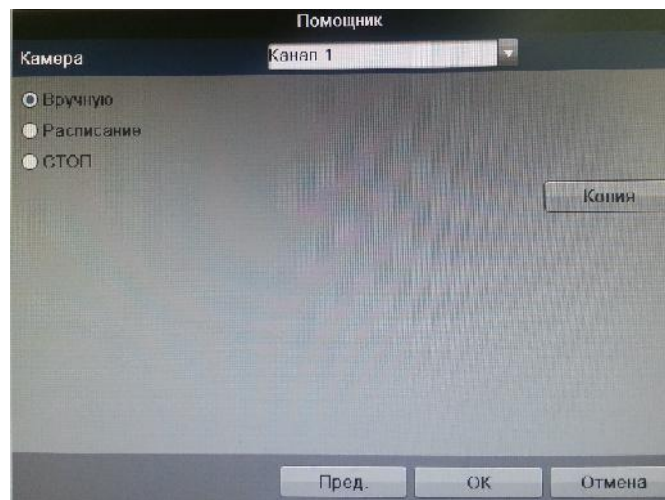 Помощник
Камера Канал 1
Вручную
Расписание
СТОП
Копия
Пред. OK Отмена